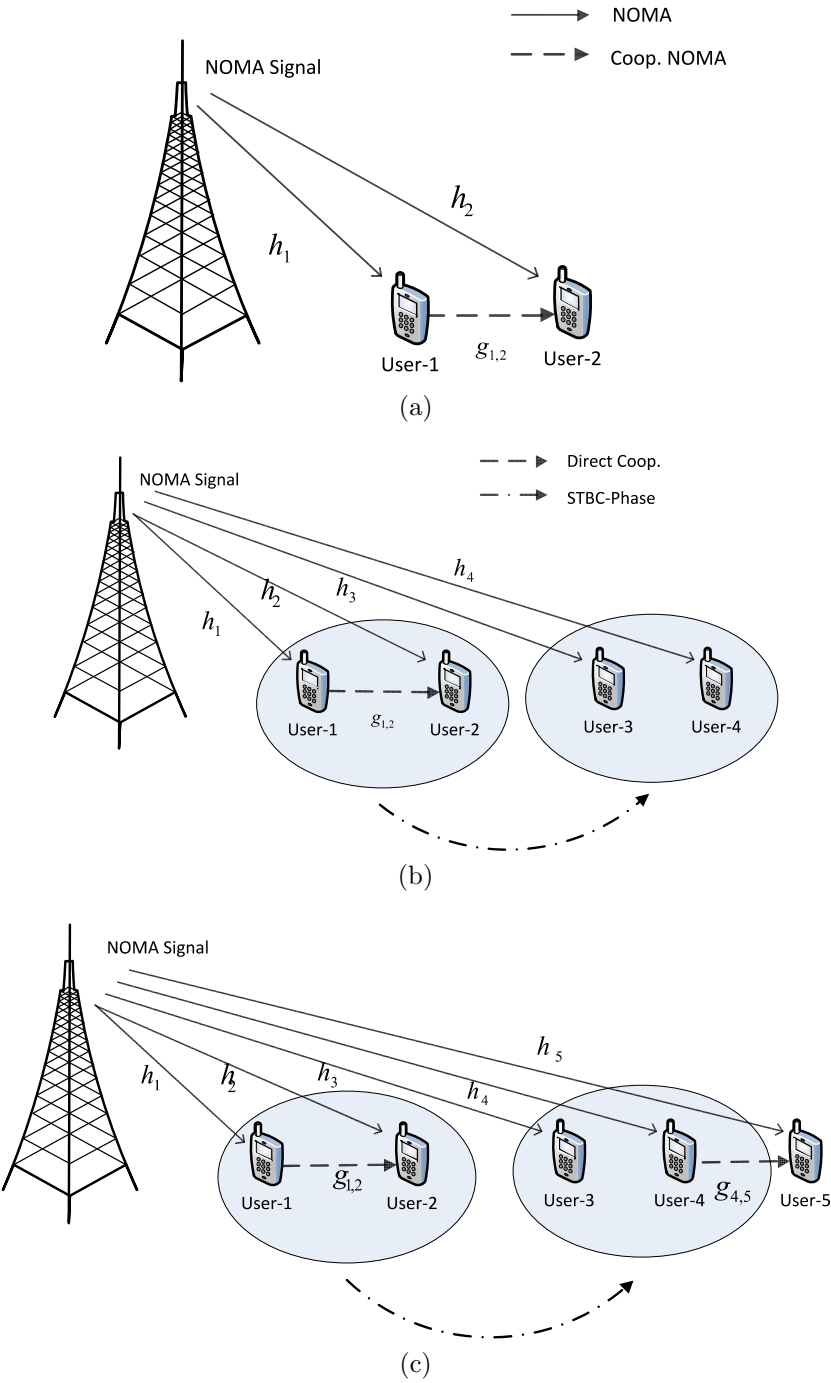 NOMA
NOMA Signal
Coop. NOMA
h₂
h₁
g₁,₂
User-1
User-2
(a)
Direct Coop.
NOMA Signal
STBC-Phase
h₄
h₃
h₂
h₁
g₁,₂
User-1
User-2
User-3
User-4
(b)
NOMA Signal
h₅
h₁
h₂
h₃
h₄
g₁,₂
g₄,₅
User-1
User-2
User-3
User-4
User-5
(c)